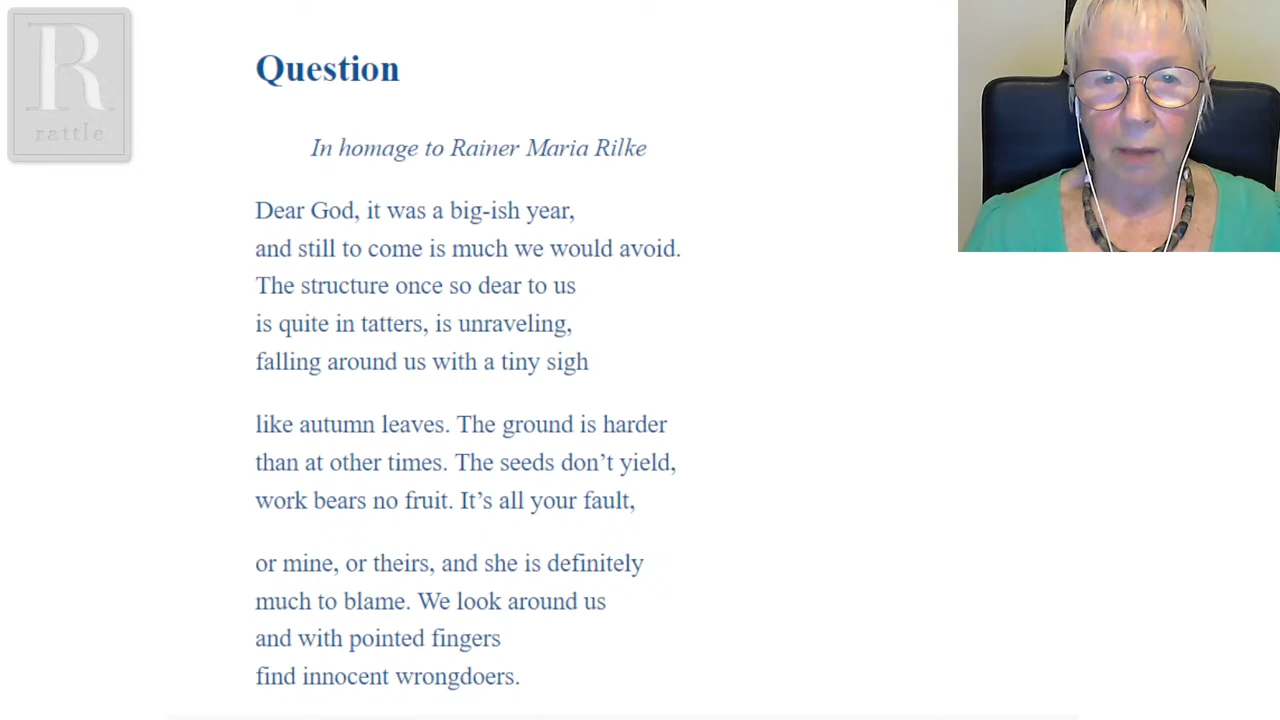 R
rattle
Question
In homage to Rainer Maria Rilke
Dear God, it was a big-ish year,
and still to come is much we would avoid.
The structure once so dear to us
is quite in tatters, is unraveling,
falling around us with a tiny sigh
like autumn leaves. The ground is harder
than at other times. The seeds don’t yield,
work bears no fruit. It’s all your fault,
or mine, or theirs, and she is definitely
much to blame. We look around us
and with pointed fingers
find innocent wrongdoers.